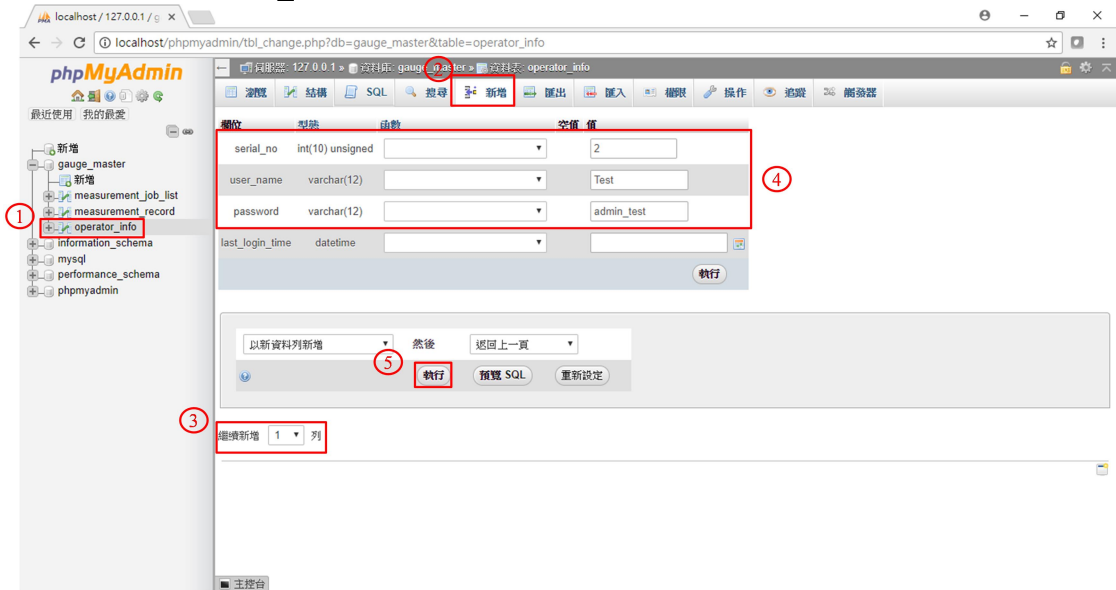 localhost / 127.0.0.1 / g
localhost/phpmyadmin/tbl_change.php?db=gauge_master&table=operator_info
phpMyAdmin
最近使用 我的最愛
新增
gauge_master
新增
measurement_job_list
measurement_record
① operator_info
information_schema
mysql
performance_schema
phpmyadmin
伺服器: 127.0.0.1 » 資料庫: gauge_master » 資料表: operator_info
②
瀏覽 結構 SQL 搜尋 新增 匯出 匯入 權限 操作 追蹤 觸發器
欄位 型態 函數 空值 值
serial_no int(10) unsigned 2
user_name varchar(12) Test ④
password varchar(12) admin_test
last_login_time datetime
執行
以新資料列新增 然後 返回上一頁
⑤
執行 預覽 SQL 重新設定
③
繼續新增 1 列
主控台